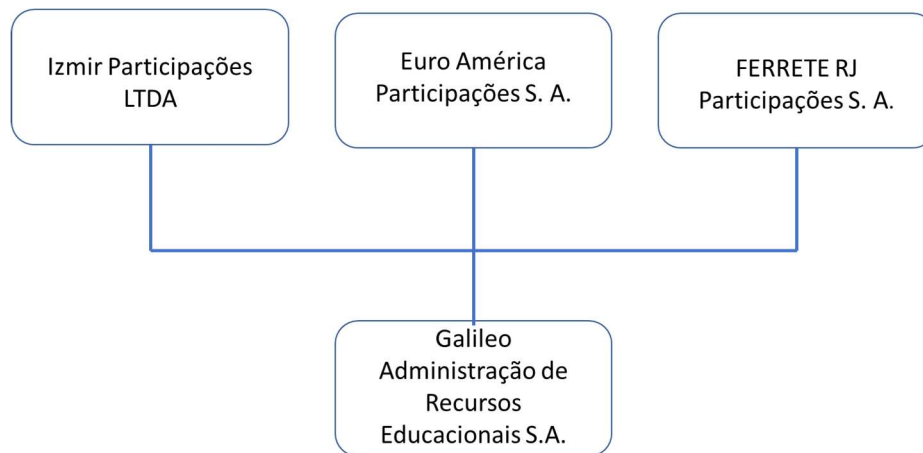 Izmir Participações
LTDA
Euro América
Participações S. A.
FERRETE RJ
Participações S. A.
Galileo
Administração de
Recursos
Educacionais S.A.